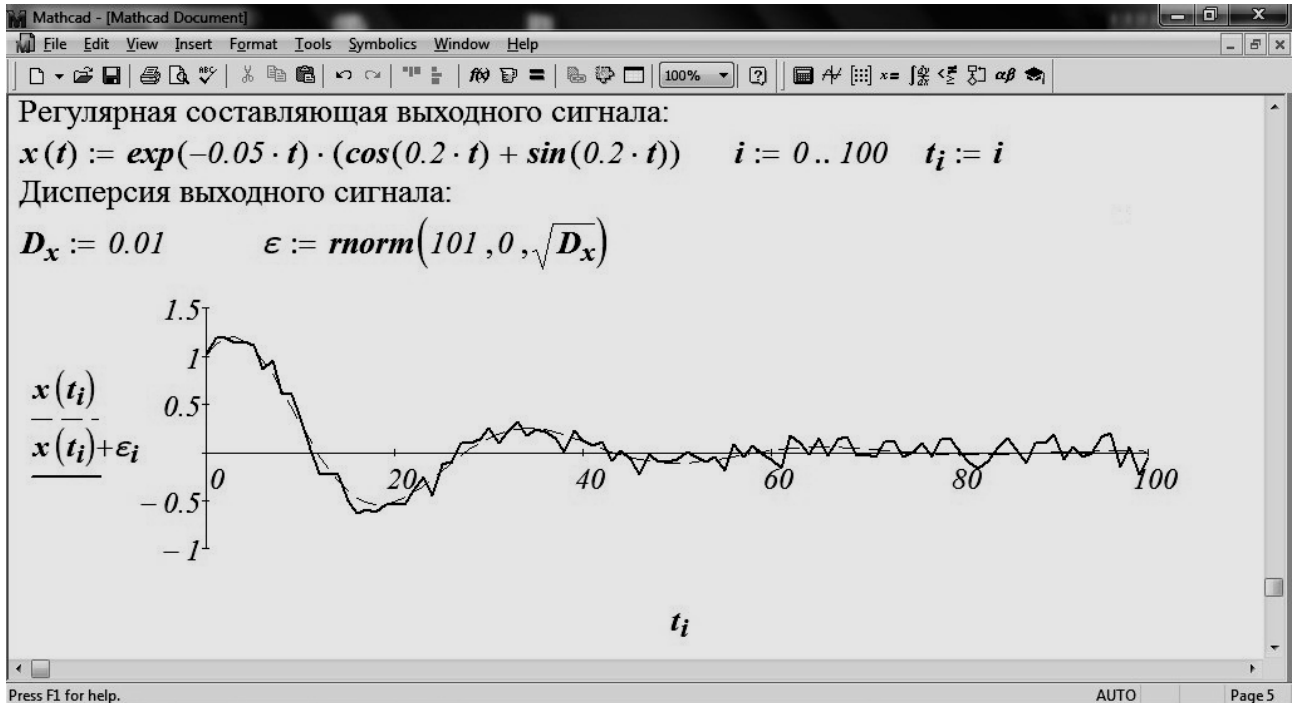 Mathcad - [Mathcad Document]
File Edit View Insert Format Tools Symbolics Window Help
100%
Регулярная составляющая выходного сигнала:
x(t) := exp(−0.05 · t) · (cos(0.2 · t) + sin(0.2 · t)) i := 0 .. 100 tᵢ := i
Дисперсия выходного сигнала:
Dₓ := 0.01 ε := rnorm(101 , 0 , √Dₓ)
1.5
1
x(tᵢ)
0.5
x(tᵢ)+εᵢ
0 20 40 60 80 100
− 0.5
− 1
tᵢ
Press F1 for help. AUTO Page 5